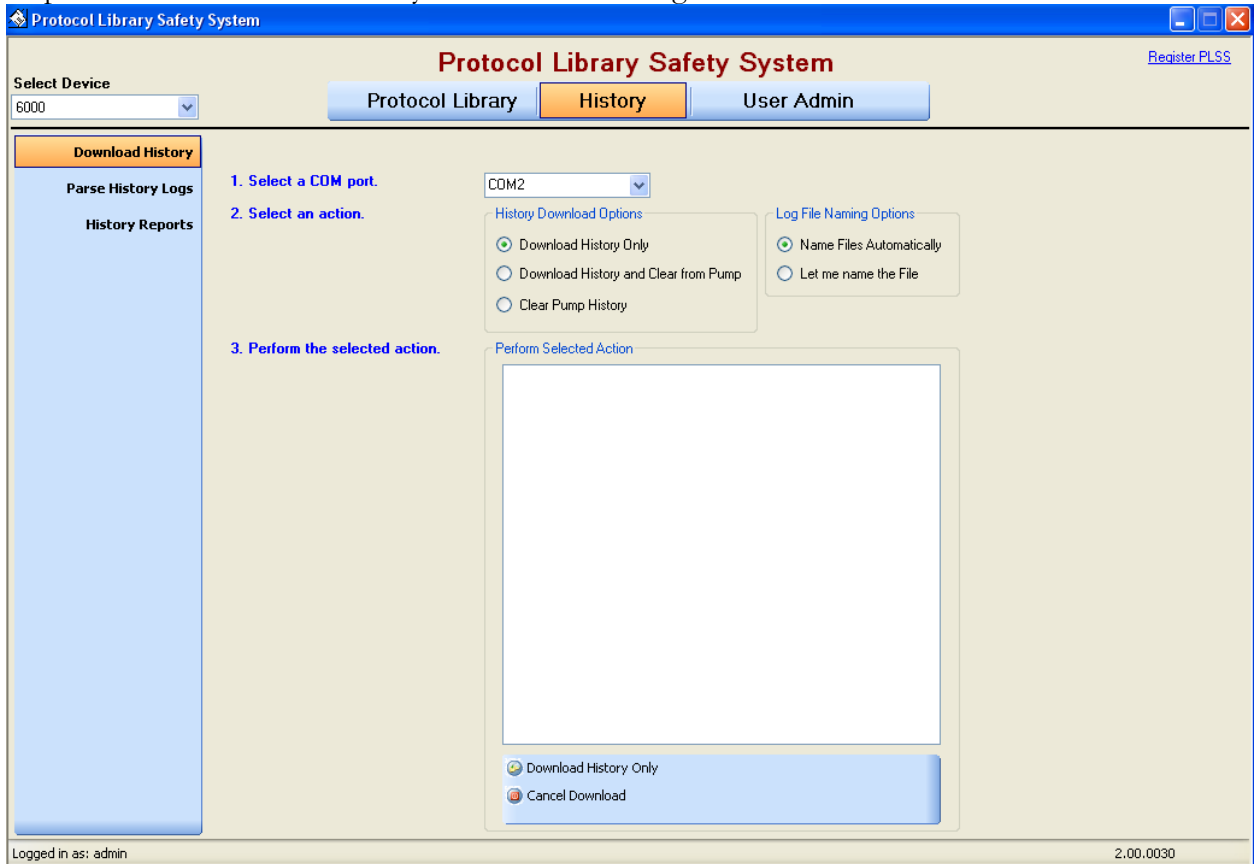 Protocol Library Safety System
Protocol Library Safety System
Register PLSS
Select Device
6000
Protocol Library
History
User Admin
Download History
Parse History Logs
History Reports
1. Select a COM port.
COM2
2. Select an action.
History Download Options
Log File Naming Options
Download History Only
Name Files Automatically
Download History and Clear from Pump
Let me name the File
Clear Pump History
3. Perform the selected action.
Perform Selected Action
Download History Only
Cancel Download
Logged in as: admin
2.00.0030